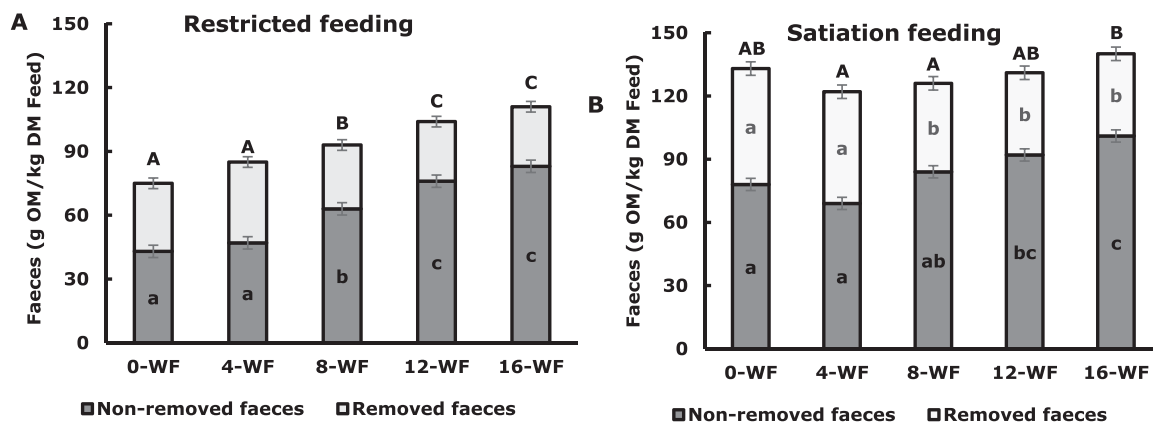 A
Restricted feeding
Faeces (g OM/kg DM Feed)
150
120
90
60
30
0
A
A
B
C
C
a
a
b
c
c
0-WF 4-WF 8-WF 12-WF 16-WF
Non-removed faeces Removed faeces
B
Satiation feeding
Faeces (g OM/kg DM Feed)
150
120
90
60
30
0
AB
A
A
AB
B
a
a
b
b
b
a
a
ab
bc
c
0-WF 4-WF 8-WF 12-WF 16-WF
Non-removed faeces Removed faeces